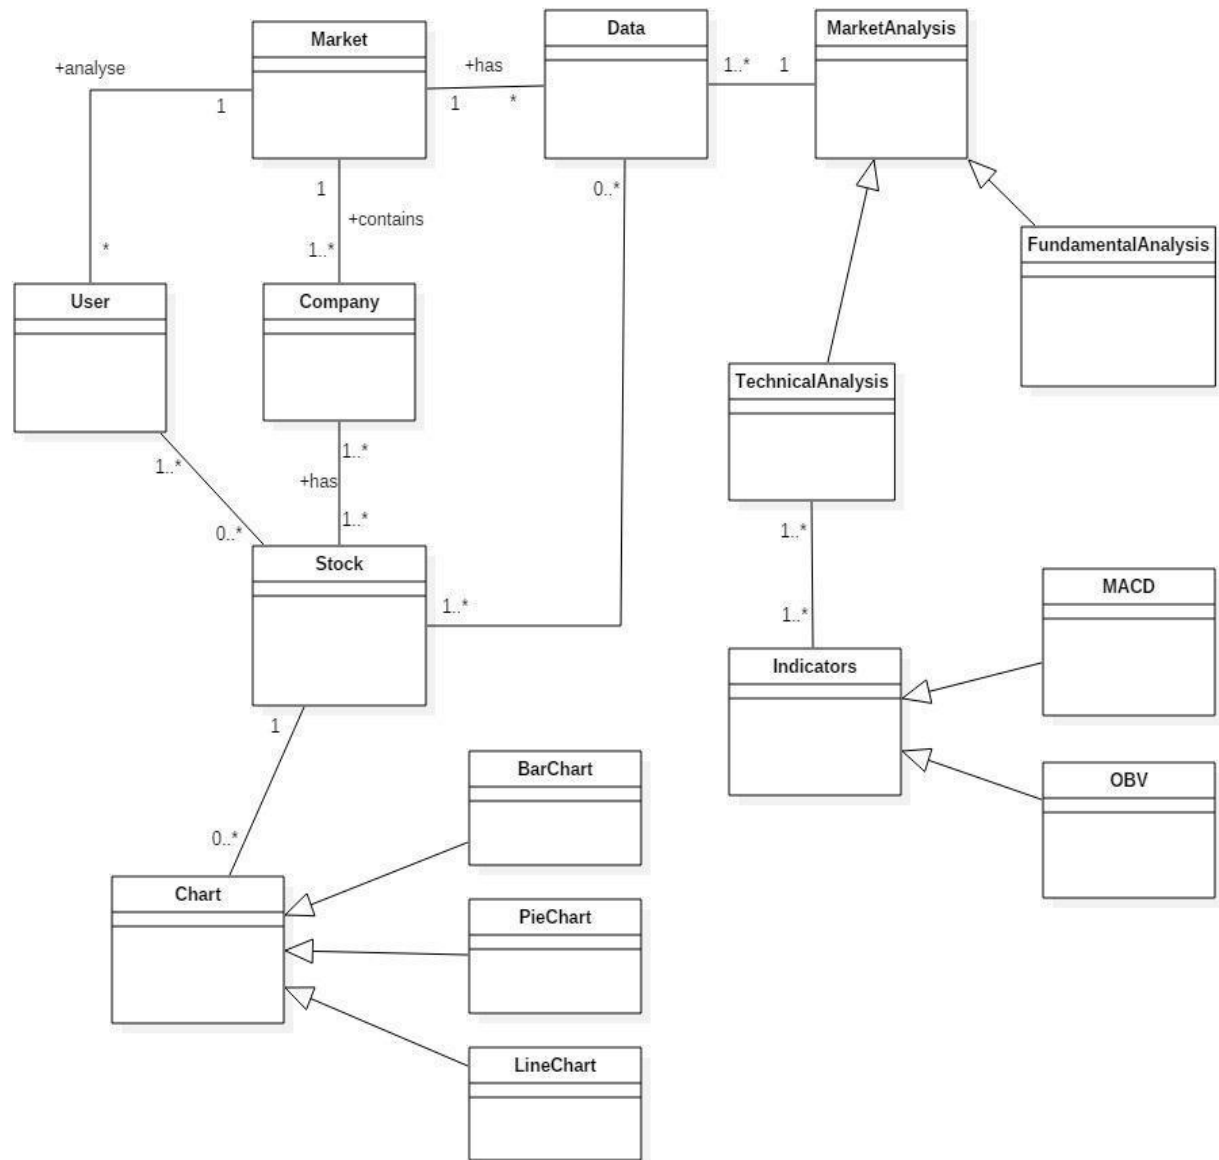 Market
Data
MarketAnalysis
+analyse
1
+has
1
*
1..*
1
1
+contains
1..*
0..*
*
User
Company
FundamentalAnalysis
TechnicalAnalysis
1..*
0..*
1..*
+has
1..*
Stock
1..*
1..*
1..*
Indicators
MACD
OBV
1
0..*
Chart
BarChart
PieChart
LineChart